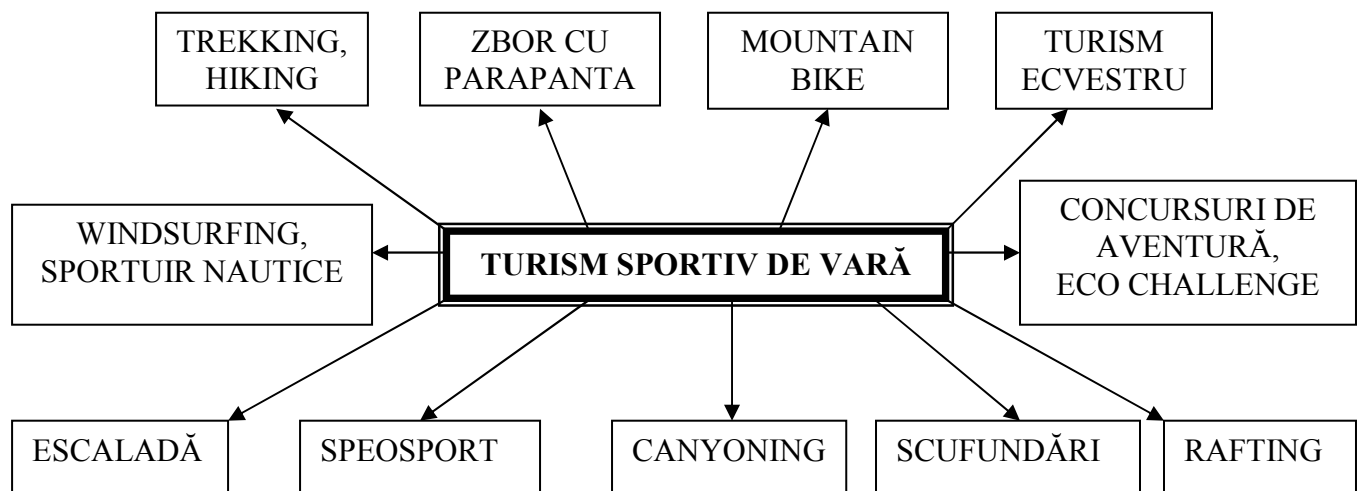 TREKKING,
HIKING
ZBOR CU
PARAPANTA
MOUNTAIN
BIKE
TURISM
ECVESTRU
WINDSURFING,
SPORTUIR NAUTICE
TURISM SPORTIV DE VARĂ
CONCURSURI DE
AVENTURĂ,
ECO CHALLENGE
ESCALADĂ
SPEOSPORT
CANYONING
SCUFUNDĂRI
RAFTING